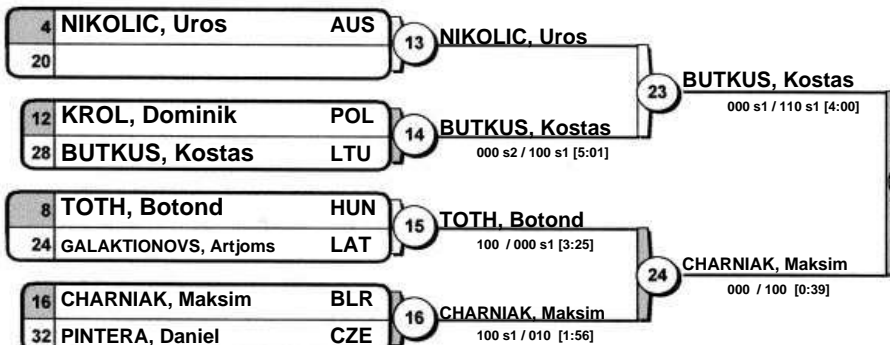 4 NIKOLIC, Uros AUS
20
13 NIKOLIC, Uros
12 KROL, Dominik POL
28 BUTKUS, Kostas LTU
14 BUTKUS, Kostas
000 s2 / 100 s1 [5:01]
23 BUTKUS, Kostas
000 s1 / 110 s1 [4:00]
8 TOTH, Botond HUN
24 GALAKTIONOVS, Artjoms LAT
15 TOTH, Botond
100 / 000 s1 [3:25]
16 CHARNIAK, Maksim BLR
32 PINTERA, Daniel CZE
16 CHARNIAK, Maksim
100 s1 / 010 [1:56]
24 CHARNIAK, Maksim
000 / 100 [0:39]